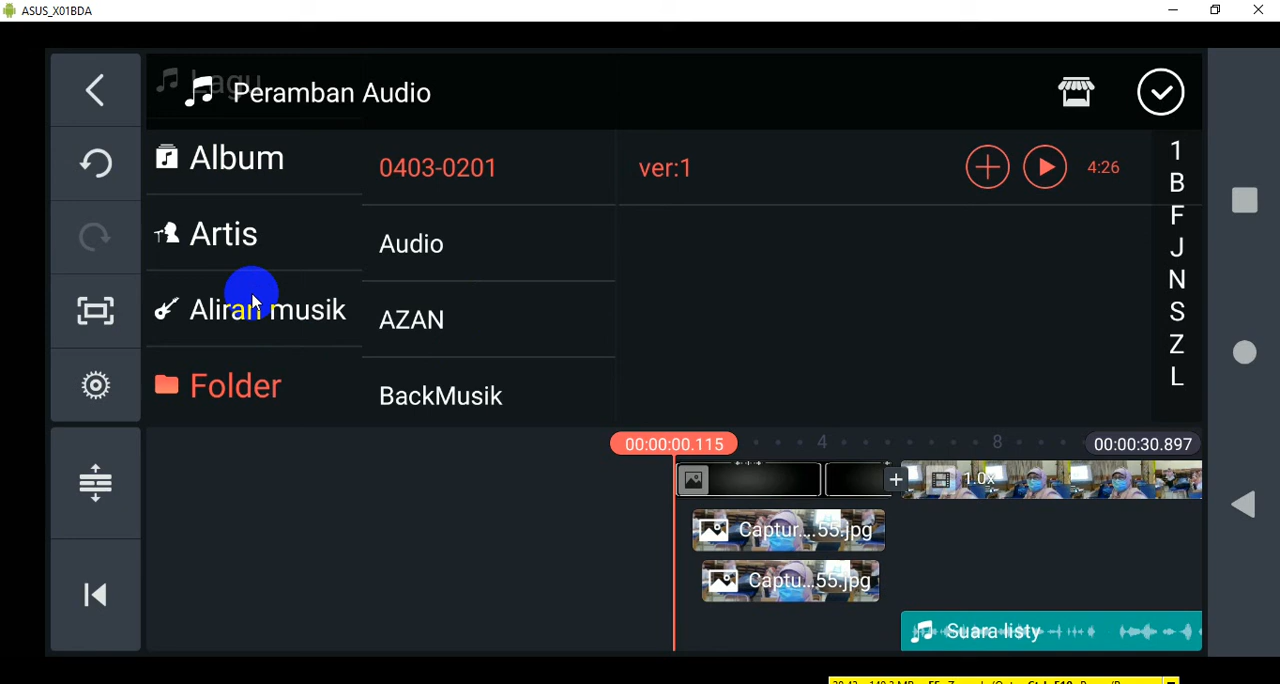 ASUS_X01BDA
Lagu
Peramban Audio
Album
Artis
Aliran musik
Folder
0403-0201
Audio
AZAN
BackMusik
ver:1
4:26
1
B
F
J
N
S
Z
L
00:00:00.115
4
8
00:00:30.897
1.0x
Captur...55.jpg
Captu...55.jpg
Suara listy